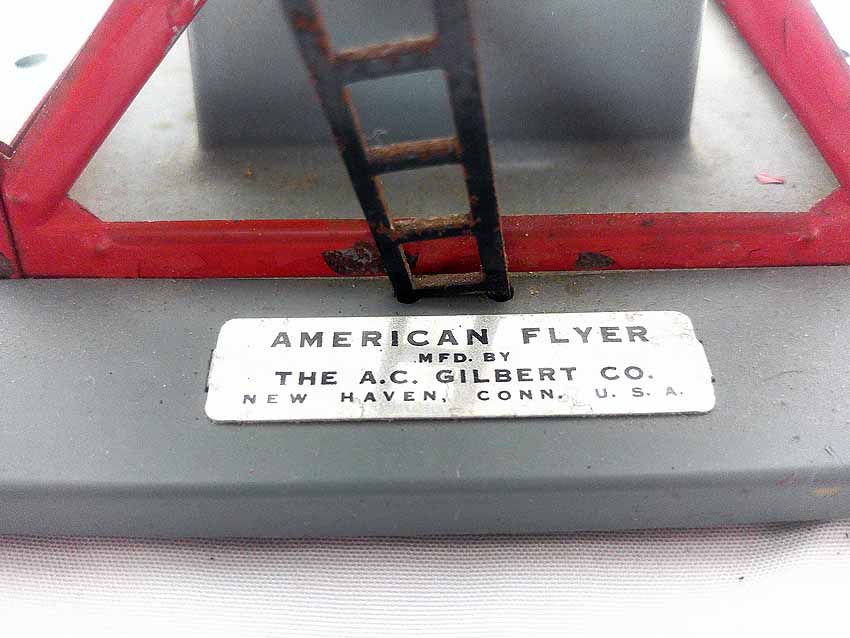 AMERICAN FLYER
MFD. BY
THE A.C. GILBERT CO.
NEW HAVEN, CONN. U. S. A.